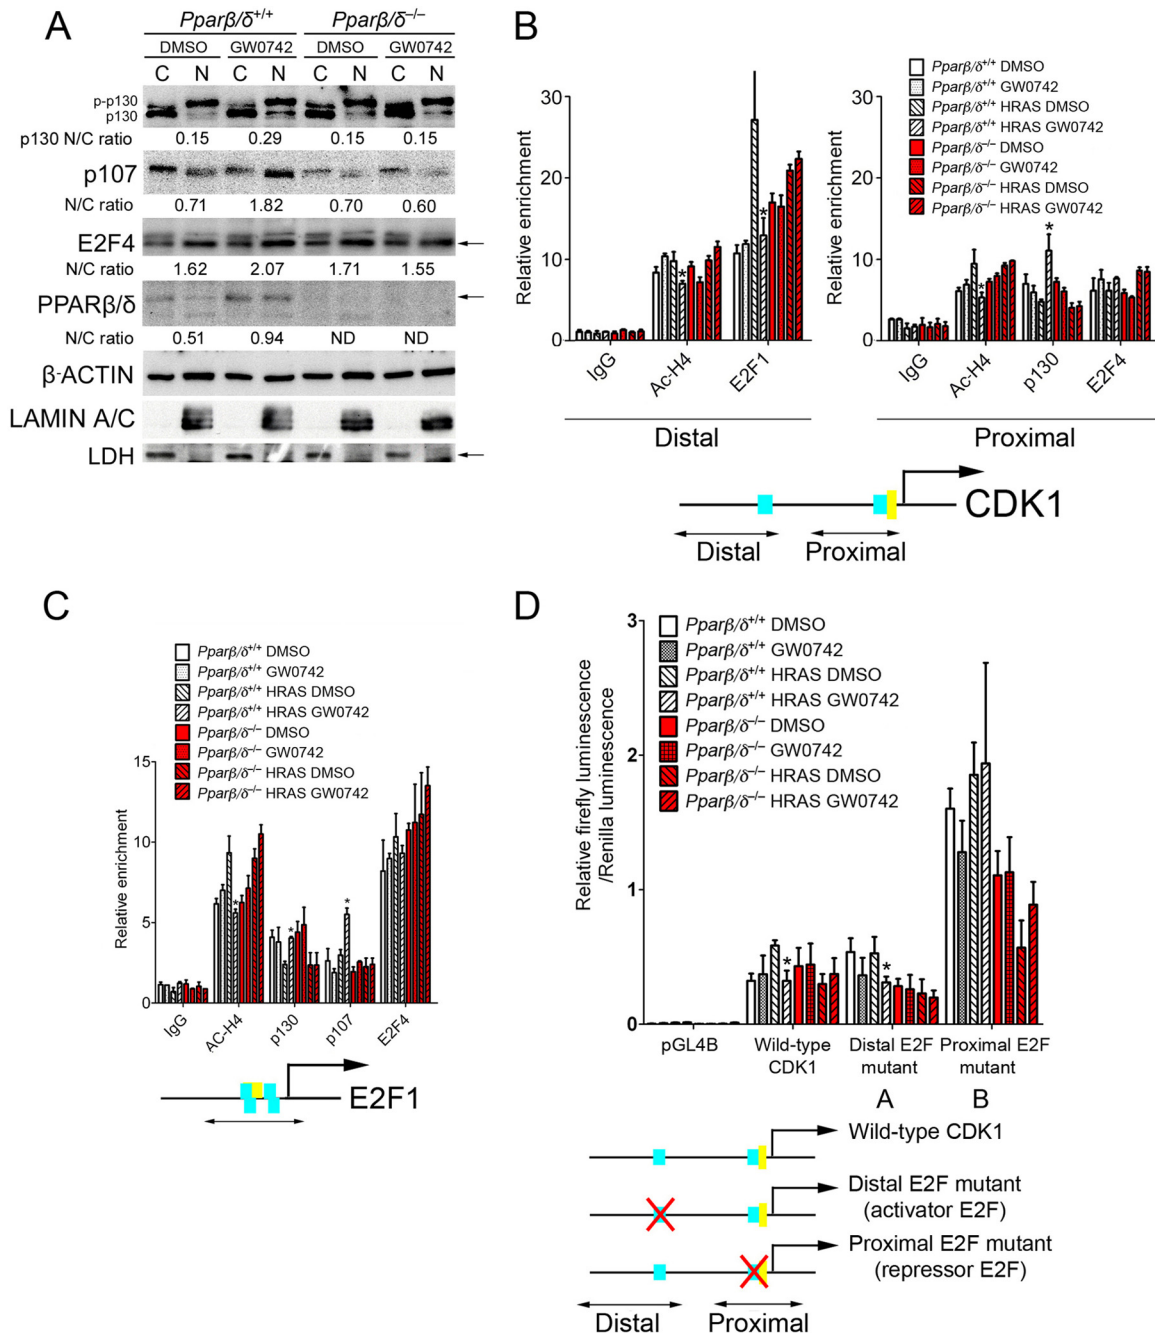 A
Pparβ/δ+/+ Pparβ/δ−/−
DMSO GW0742 DMSO GW0742
C N C N C N C N
p-p130
p130
p130 N/C ratio 0.15 0.29 0.15 0.15
p107
N/C ratio 0.71 1.82 0.70 0.60
E2F4
N/C ratio 1.62 2.07 1.71 1.55
PPARβ/δ
N/C ratio 0.51 0.94 ND ND
β-ACTIN
LAMIN A/C
LDH
B
Relative enrichment
30
20
10
0
*
*
IgG Ac-H4 E2F1
Distal
Pparβ/δ+/+ DMSO
Pparβ/δ+/+ GW0742
Pparβ/δ+/+ HRAS DMSO
Pparβ/δ+/+ HRAS GW0742
Pparβ/δ−/− DMSO
Pparβ/δ−/− GW0742
Pparβ/δ−/− HRAS DMSO
Pparβ/δ−/− HRAS GW0742
Relative enrichment
30
20
10
0
*
*
IgG Ac-H4 p130 E2F4
Proximal
CDK1
Distal Proximal
C
Pparβ/δ+/+ DMSO
Pparβ/δ+/+ GW0742
Pparβ/δ+/+ HRAS DMSO
Pparβ/δ+/+ HRAS GW0742
Pparβ/δ−/− DMSO
Pparβ/δ−/− GW0742
Pparβ/δ−/− HRAS DMSO
Pparβ/δ−/− HRAS GW0742
Relative enrichment
15
10
5
0
*
*
*
IgG AC-H4 p130 p107 E2F4
E2F1
D
Pparβ/δ+/+ DMSO
Pparβ/δ+/+ GW0742
Pparβ/δ+/+ HRAS DMSO
Pparβ/δ+/+ HRAS GW0742
Pparβ/δ−/− DMSO
Pparβ/δ−/− GW0742
Pparβ/δ−/− HRAS DMSO
Pparβ/δ−/− HRAS GW0742
Relative firefly luminescence
/Renilla luminescence
3
2
1
0
*
*
pGL4B Wild-type Distal E2F Proximal E2F
CDK1 mutant mutant
A B
Wild-type CDK1
Distal E2F mutant
(activator E2F)
Proximal E2F mutant
(repressor E2F)
Distal Proximal